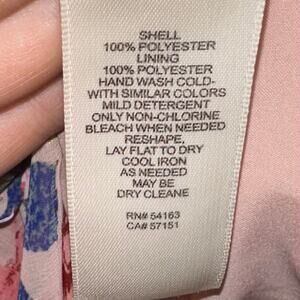 SHELL
100% POLYESTER
LINING
100% POLYESTER
HAND WASH COLD-
WITH SIMILAR COLORS
MILD DETERGENT
ONLY NON-CHLORINE
BLEACH WHEN NEEDED
RESHAPE,
LAY FLAT TO DRY
COOL IRON
AS NEEDED
MAY BE
DRY CLEANE
RN# 54163
CA# 57151